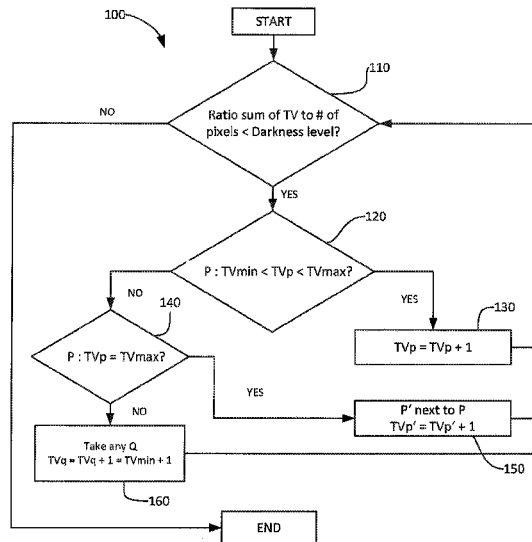 100
START
110
NO
Ratio sum of TV to # of
pixels < Darkness level?
YES
120
P : TVmin < TVp < TVmax?
NO
140
YES
130
P : TVp = TVmax?
TVp = TVp + 1
YES
NO
P' next to P
TVp' = TVp' + 1
Take any Q
TVq = TVq + 1 = TVmin + 1
150
160
END